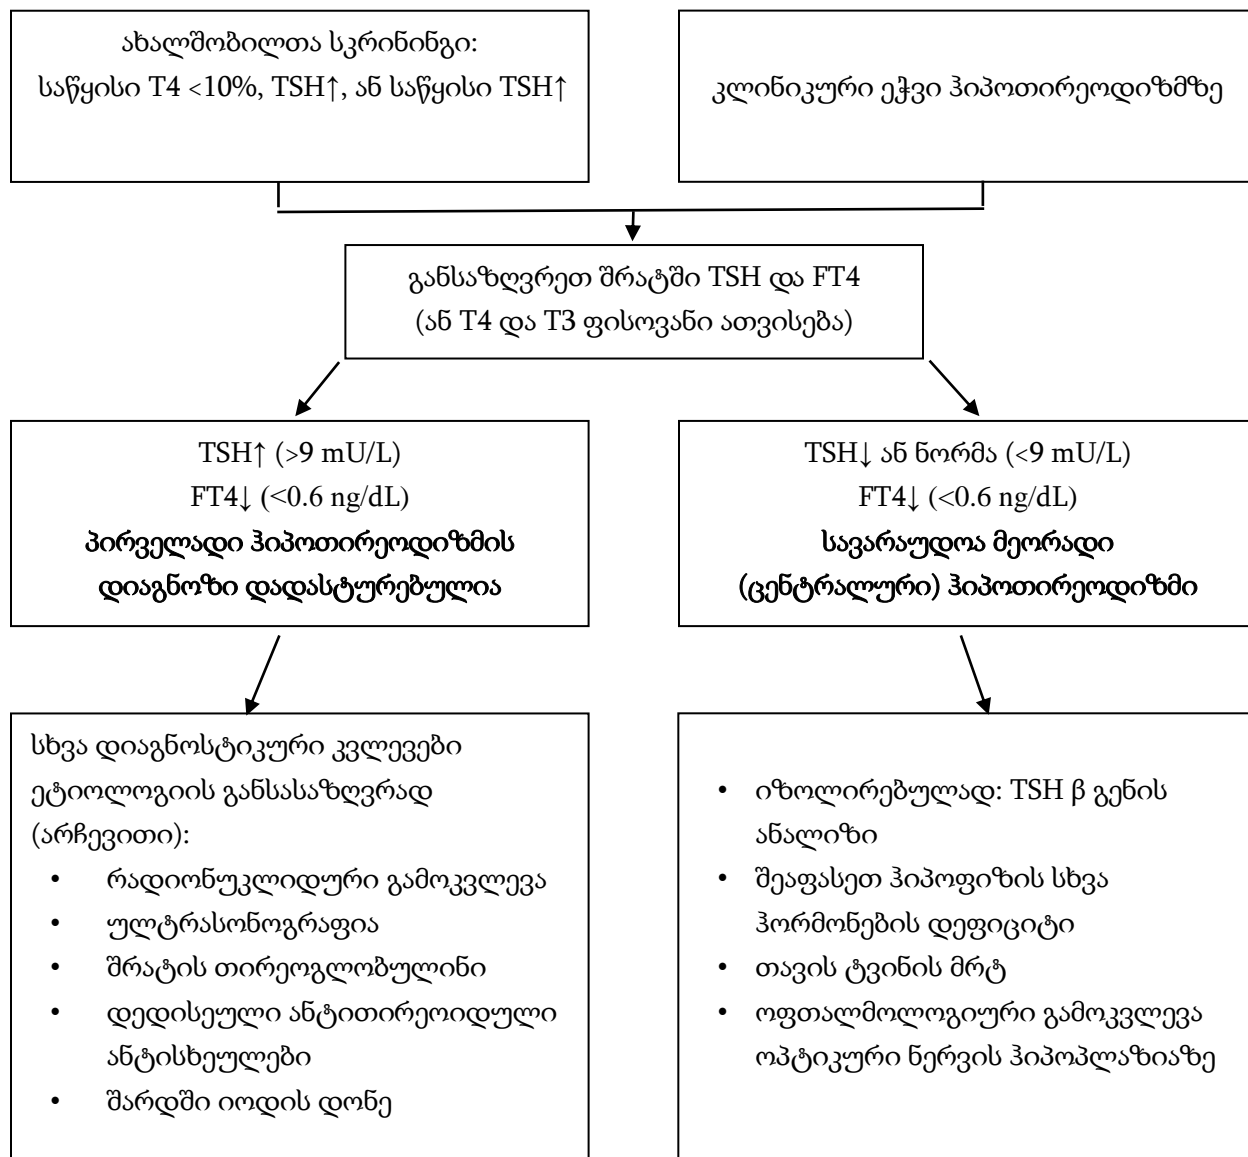 ახალშობილთა სკრინინგი:
საწყისი T4 <10%, TSH↑, ან საწყისი TSH↑
კლინიკური ეჭვი ჰიპოთირეოდიზმზე
განსაზღვრეთ შრატში TSH და FT4
(ან T4 და T3 ფისოვანი ათვისება)
TSH↑ (>9 mU/L)
FT4↓ (<0.6 ng/dL)
პირველადი ჰიპოთირეოდიზმის
დიაგნოზი დადასტურებულია
TSH↓ ან ნორმა (<9 mU/L)
FT4↓ (<0.6 ng/dL)
სავარაუდოა მეორადი
(ცენტრალური) ჰიპოთირეოდიზმი
სხვა დიაგნოსტიკური კვლევები
ეტიოლოგიის განსასაზღვრად
(არჩევითი):
• რადიონუკლიდური გამოკვლევა
• ულტრასონოგრაფია
• შრატის თირეოგლობულინი
• დედისეული ანტითირეოიდული
ანტისხეულები
• შარდში იოდის დონე
• იზოლირებულად: TSH β გენის
ანალიზი
• შეაფასეთ ჰიპოფიზის სხვა
ჰორმონების დეფიციტი
• თავის ტვინის მრტ
• ოფთალმოლოგიური გამოკვლევა
ოპტიკური ნერვის ჰიპოპლაზიაზე